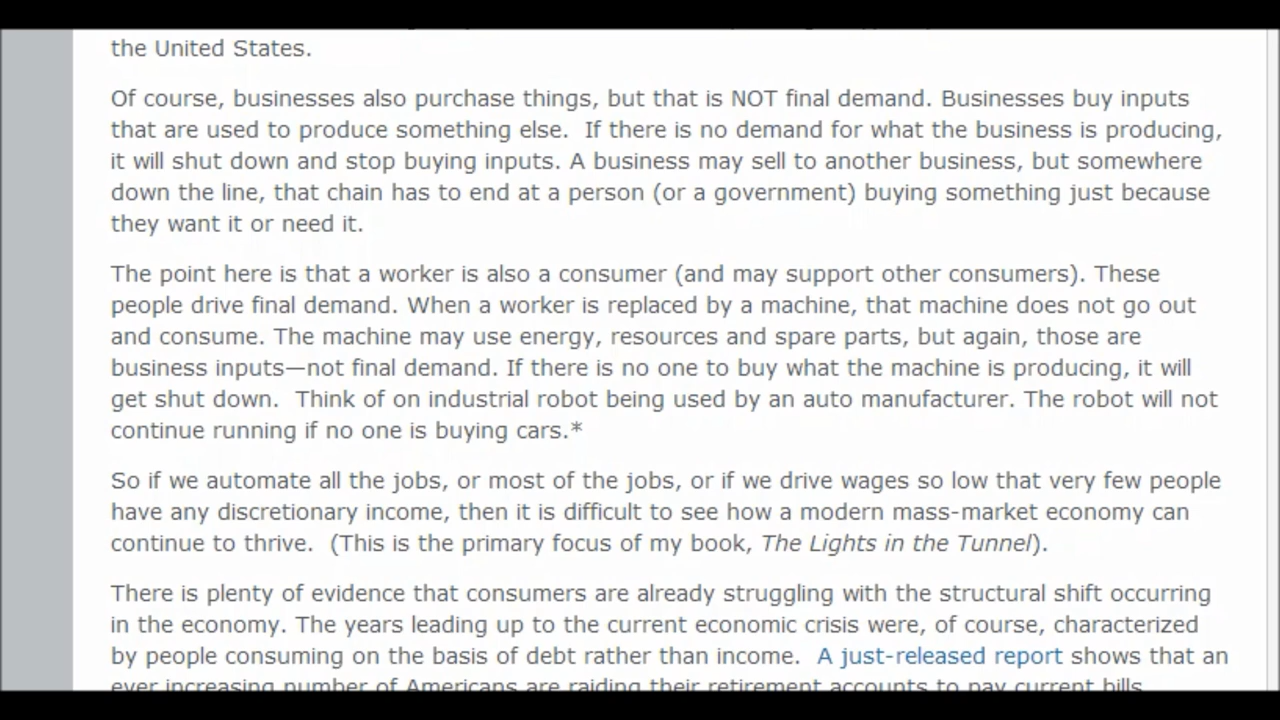 the United States.
Of course, businesses also purchase things, but that is NOT final demand. Businesses buy inputs
that are used to produce something else.  If there is no demand for what the business is producing,
it will shut down and stop buying inputs. A business may sell to another business, but somewhere
down the line, that chain has to end at a person (or a government) buying something just because
they want it or need it.
The point here is that a worker is also a consumer (and may support other consumers). These
people drive final demand. When a worker is replaced by a machine, that machine does not go out
and consume. The machine may use energy, resources and spare parts, but again, those are
business inputs—not final demand. If there is no one to buy what the machine is producing, it will
get shut down.  Think of on industrial robot being used by an auto manufacturer. The robot will not
continue running if no one is buying cars.*
So if we automate all the jobs, or most of the jobs, or if we drive wages so low that very few people
have any discretionary income, then it is difficult to see how a modern mass-market economy can
continue to thrive.  (This is the primary focus of my book, The Lights in the Tunnel).
There is plenty of evidence that consumers are already struggling with the structural shift occurring
in the economy. The years leading up to the current economic crisis were, of course, characterized
by people consuming on the basis of debt rather than income.  A just-released report shows that an
ever increasing number of Americans are raiding their retirement accounts to pay current bills.